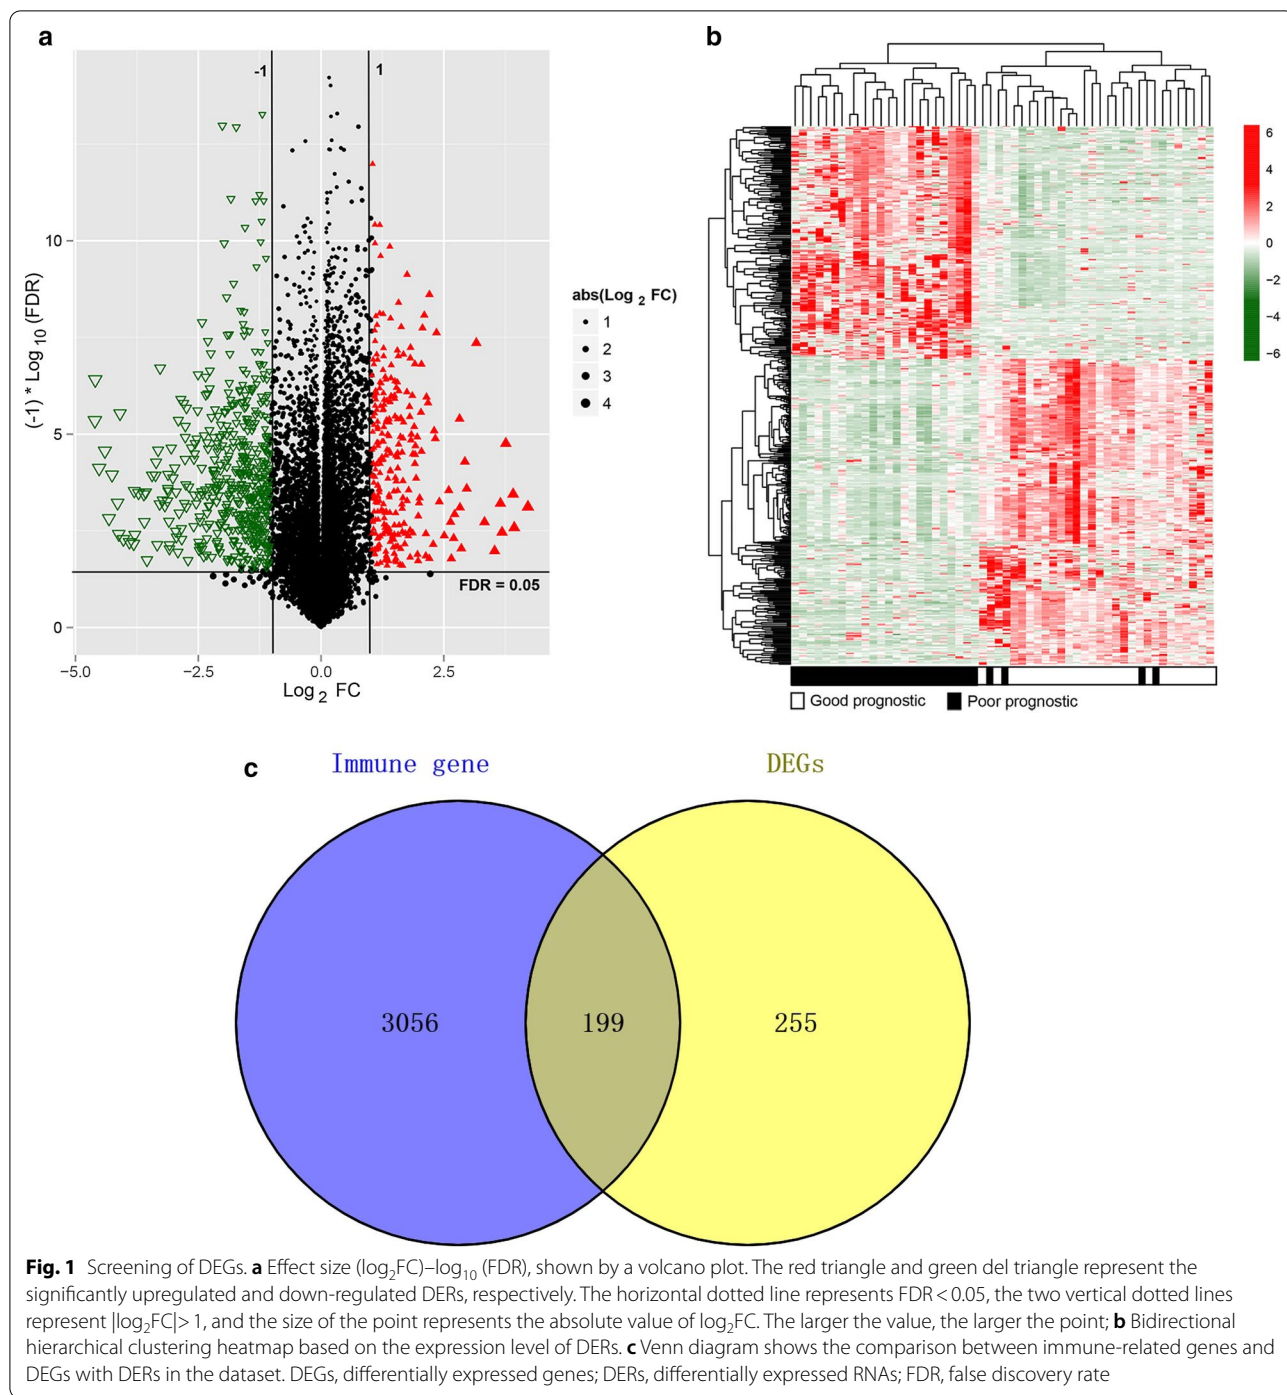 a
-1
1
10
5
0
(-1) * Log 10 (FDR)
FDR = 0.05
−5.0
−2.5
0.0
2.5
Log 2 FC
abs(Log 2 FC)
1
2
3
4
b
6
4
2
0
−2
−4
−6
Good prognostic
Poor prognostic
c
Immune gene
DEGs
3056
199
255
Fig. 1 Screening of DEGs. a Effect size (log2FC)–log10 (FDR), shown by a volcano plot. The red triangle and green del triangle represent the
significantly upregulated and down-regulated DERs, respectively. The horizontal dotted line represents FDR < 0.05, the two vertical dotted lines
represent |log2FC| > 1, and the size of the point represents the absolute value of log2FC. The larger the value, the larger the point; b Bidirectional
hierarchical clustering heatmap based on the expression level of DERs. c Venn diagram shows the comparison between immune-related genes and
DEGs with DERs in the dataset. DEGs, differentially expressed genes; DERs, differentially expressed RNAs; FDR, false discovery rate